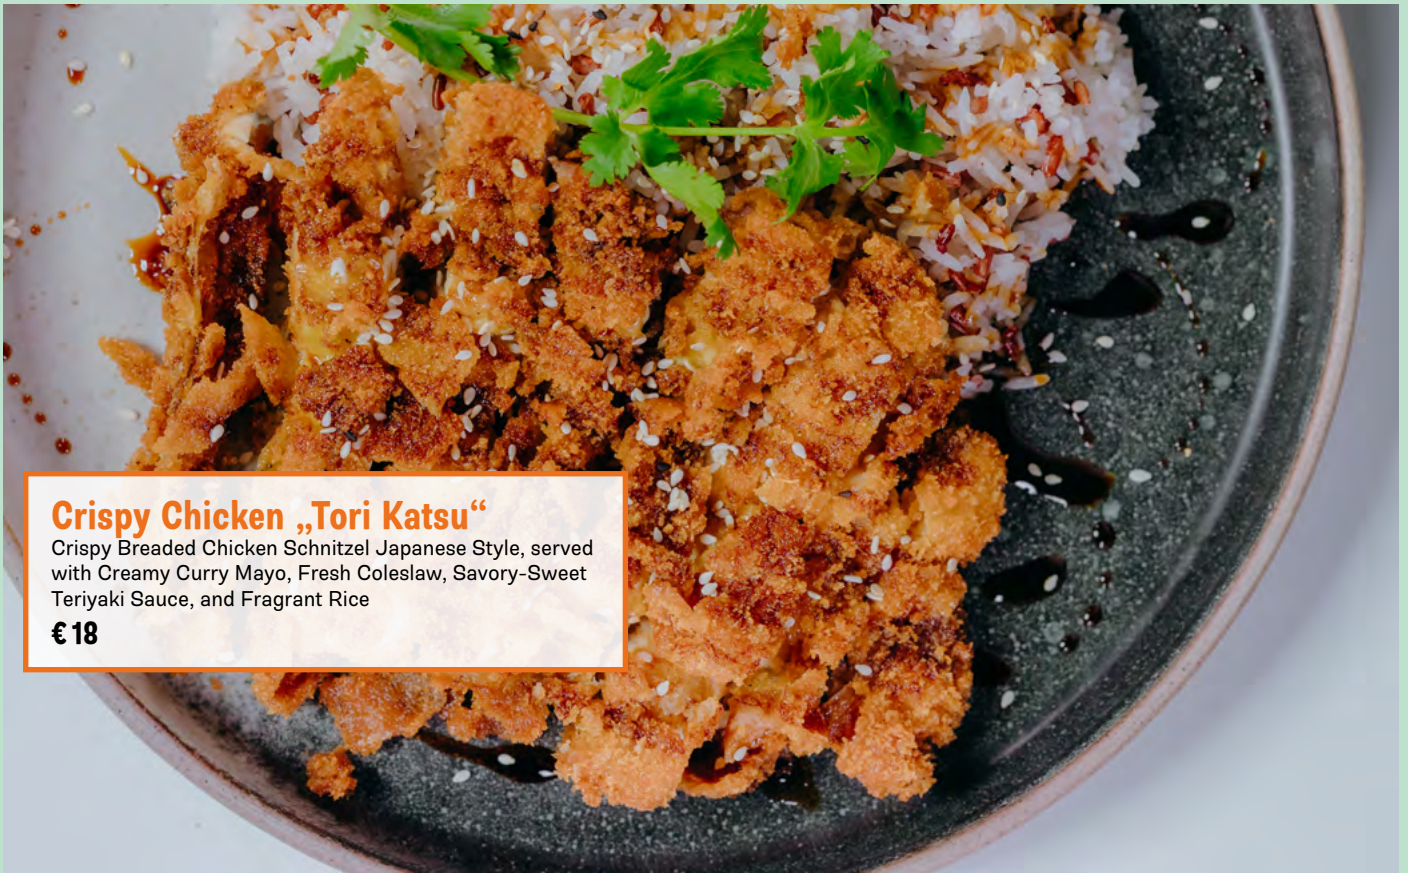 Crispy Chicken „Tori Katsu“
Crispy Breaded Chicken Schnitzel Japanese Style, served
with Creamy Curry Mayo, Fresh Coleslaw, Savory-Sweet
Teriyaki Sauce, and Fragrant Rice
€ 18